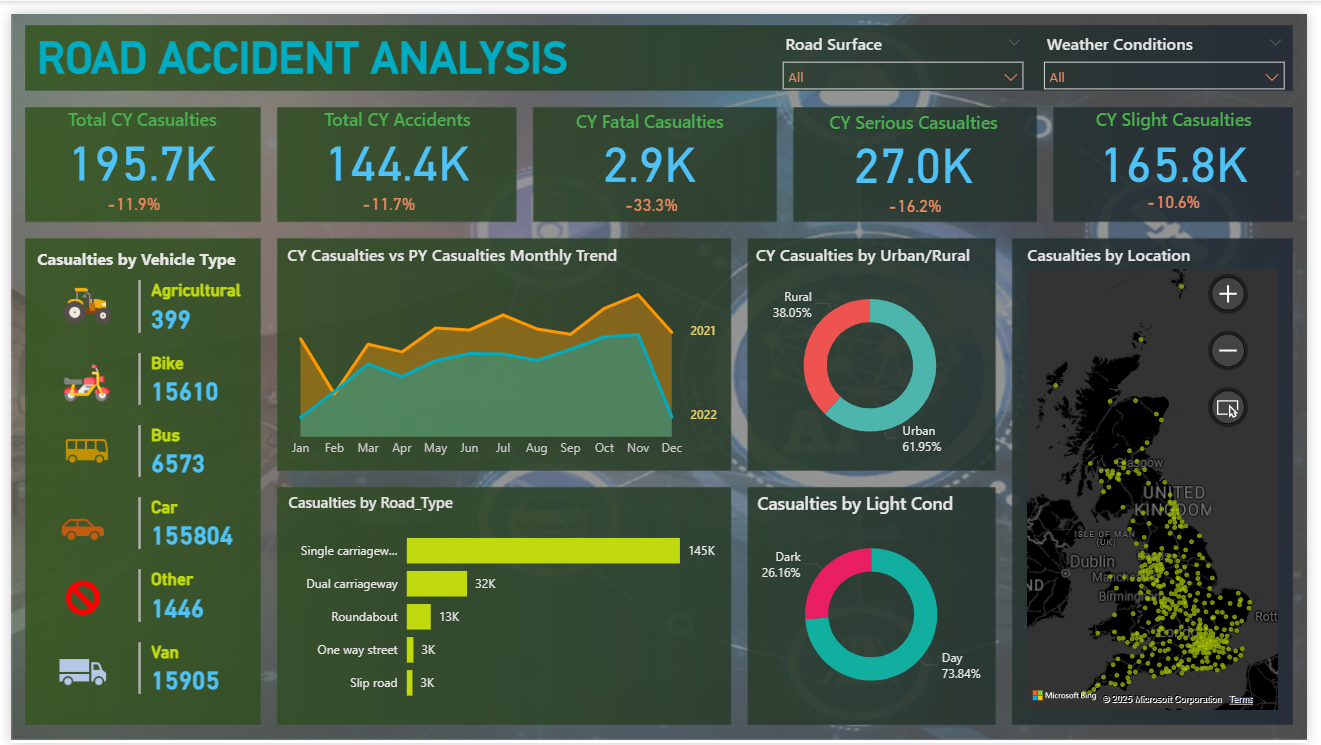 ROAD ACCIDENT ANALYSIS
Road Surface
All
Weather Conditions
All
Total CY Casualties
195.7K
-11.9%
Total CY Accidents
144.4K
-11.7%
CY Fatal Casualties
2.9K
-33.3%
CY Serious Casualties
27.0K
-16.2%
CY Slight Casualties
165.8K
-10.6%
Casualties by Vehicle Type
Agricultural
399
Bike
15610
Bus
6573
Car
155804
Other
1446
Van
15905
CY Casualties vs PY Casualties Monthly Trend
2021
2022
Jan Feb Mar Apr May Jun Jul Aug Sep Oct Nov Dec
Casualties by Road_Type
Single carriagew... 145K
Dual carriageway 32K
Roundabout 13K
One way street 3K
Slip road 3K
CY Casualties by Urban/Rural
Rural
38.05%
Urban
61.95%
Casualties by Light Cond
Dark
26.16%
Day
73.84%
Casualties by Location
Glasgow
UNITED
KINGDOM
ISLE OF MAN
(UK)
Dublin
ND
Birmingham
Rott
Microsoft Bing
© 2025 Microsoft Corporation Terms